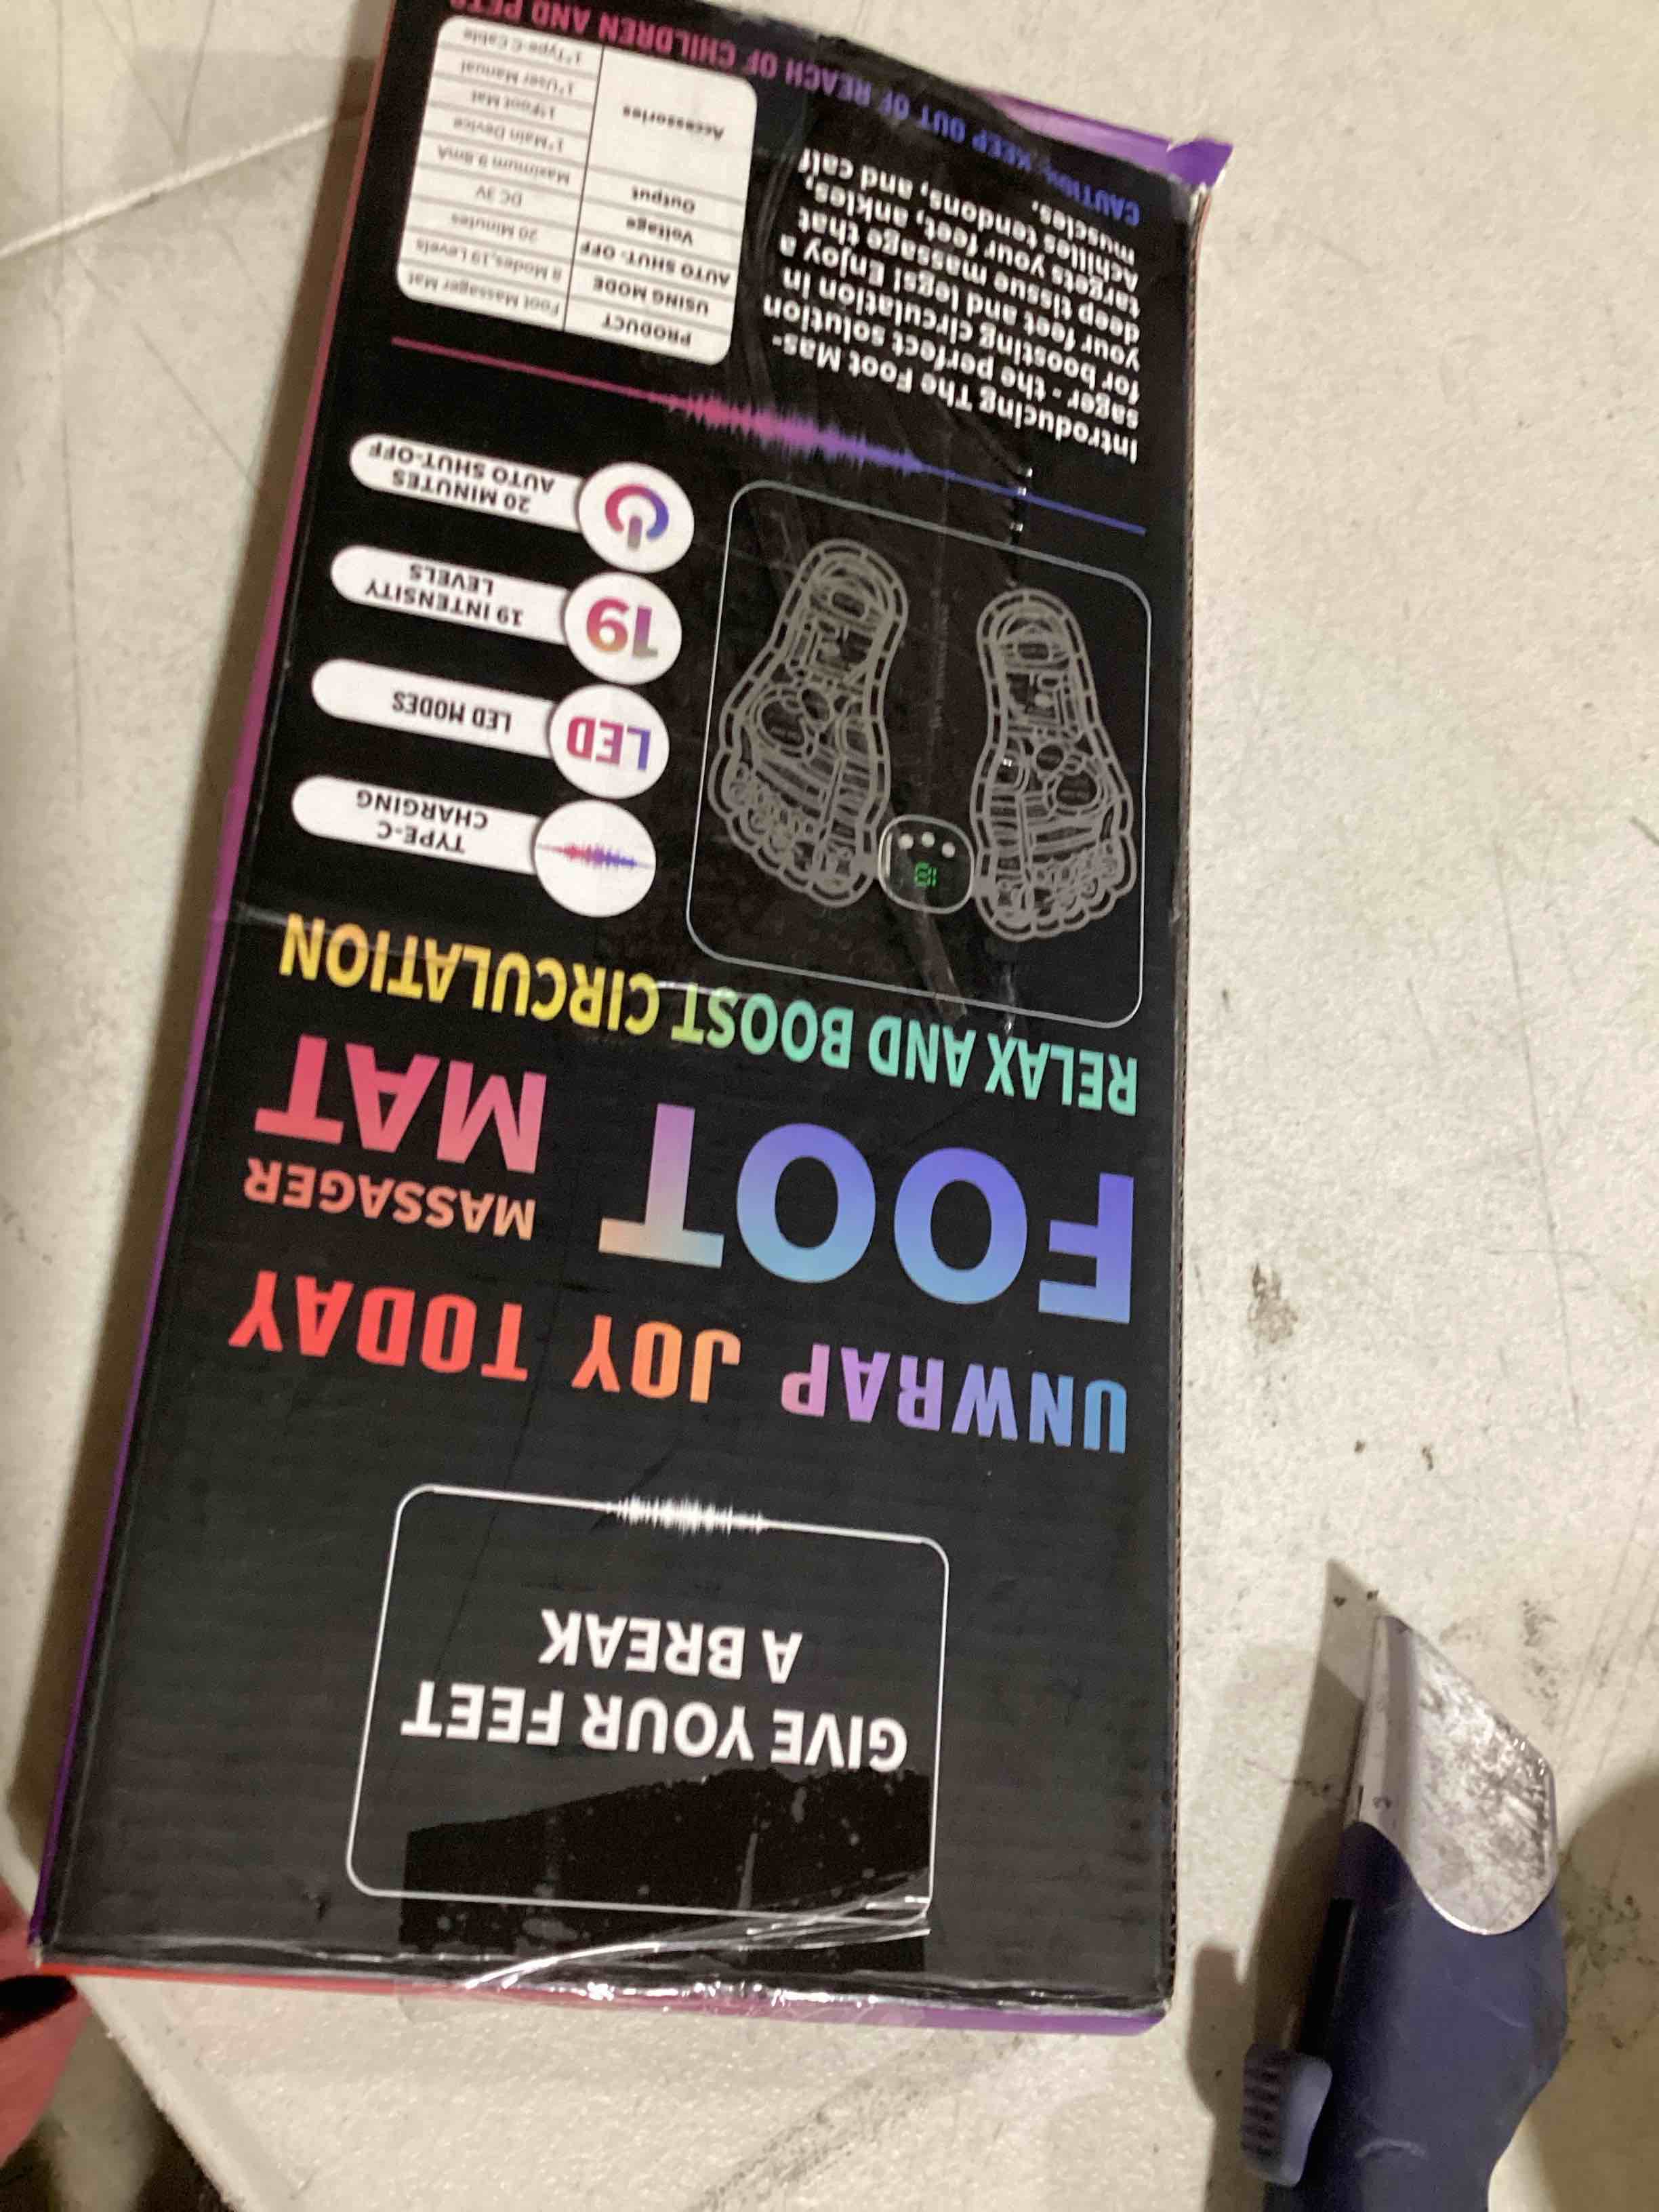 GIVE YOUR FEET
A BREAK
UNWRAP JOY TODAY
FOOT
MASSAGER
MAT
RELAX AND BOOST CIRCULATION
TYPE-C
CHARGING
LED
LED MODES
19
19 INTENSITY
LEVELS
20 MINUTES
AUTO SHUT-OFF
Introducing The Foot Mas-
sager - the perfect solution
for boosting circulation in
your feet and legs! Enjoy a
deep tissue massage that
targets your feet, ankles,
Achilles tendons, and calf
muscles.
PRODUCT Foot Massager Mat
USING MODE 8 Modes,19 Levels
AUTO SHUT- OFF 20 Minutes
Voltage DC 3V
Output Maximum 9.8mA
Accessories
1*Main Device
1*Foot Mat
1*User Manual
1*Type-C Cable
CAUTION: KEEP OUT OF REACH OF CHILDREN AND PETS